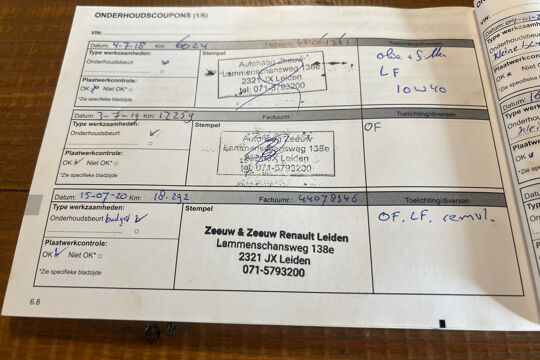 ONDERHOUDSCOUPONS (1/6)
VIN:
Datum: 4-7-18 Km: 6024
Toelichting/diversen
Type werkzaamheden:
Onderhoudsbeurt
Stempel
Autohaag Zeeuw
Lammenschansweg 138e
2321 JX Leiden
tel: 071-5793200
olie + filter
LF
10W40
Plaatwerkcontrole:
OK Niet OK*
*Zie specifieke bladzijde
Datum: 3-7-19 Km: 12259 Factuurnr.: Toelichting/diversen
Type werkzaamheden:
Onderhoudsbeurt
Stempel
Autohaag Zeeuw
Lammenschansweg 138e
2321 JX Leiden
tel: 071-5793200
OF
Plaatwerkcontrole:
OK Niet OK*
*Zie specifieke bladzijde
Datum: 15-07-20 Km: 18.292 Factuurnr.: 44078346 Toelichting/diversen
Type werkzaamheden:
Onderhoudsbeurt budget
Stempel
Zeeuw & Zeeuw Renault Leiden
Lammenschansweg 138e
2321 JX Leiden
071-5793200
OF. LF. remvl.
Plaatwerkcontrole:
OK Niet OK*
*Zie specifieke bladzijde
6.8